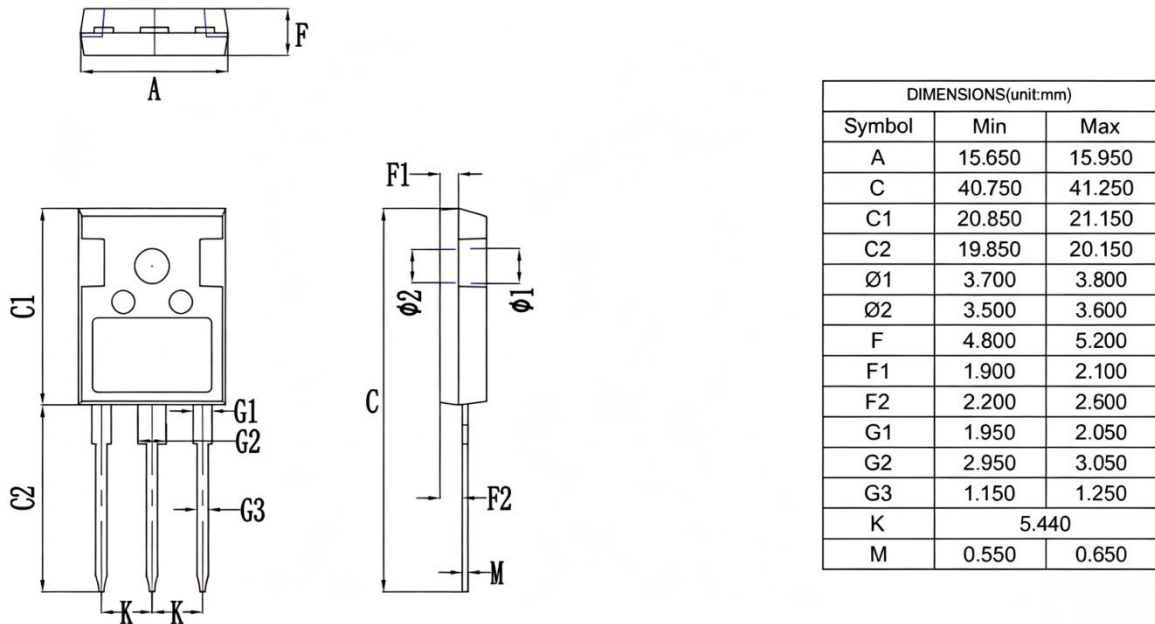 F
A
F1
C1
ϕ2
ϕ1
C
G1
G2
C2
F2
G3
M
K K
DIMENSIONS(unit:mm)
Symbol Min Max
A 15.650 15.950
C 40.750 41.250
C1 20.850 21.150
C2 19.850 20.150
Ø1 3.700 3.800
Ø2 3.500 3.600
F 4.800 5.200
F1 1.900 2.100
F2 2.200 2.600
G1 1.950 2.050
G2 2.950 3.050
G3 1.150 1.250
K 5.440
M 0.550 0.650